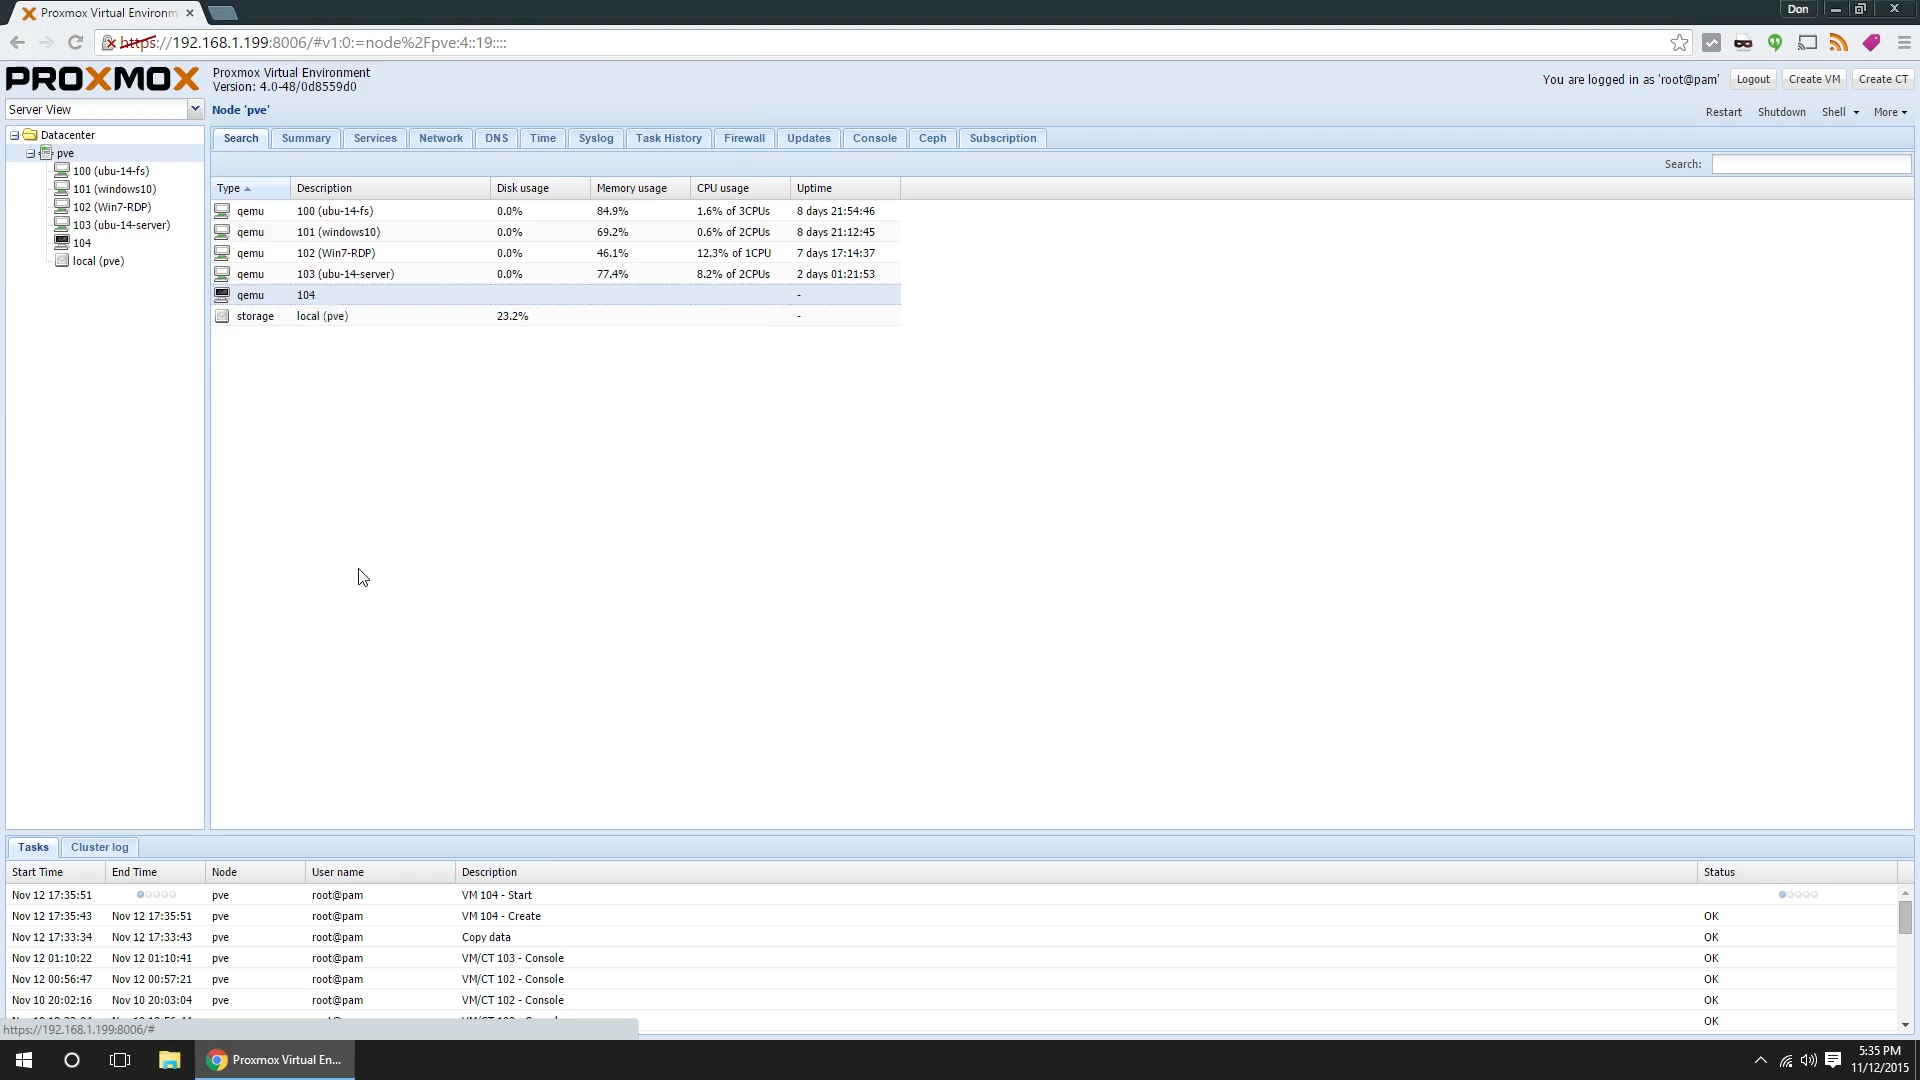 Proxmox Virtual Environm
Don
https://192.168.1.199:8006/#v1:0:=node%2Fpve:4::19::::
PROXMOX
Proxmox Virtual Environment
Version: 4.0-48/0d8559d0
You are logged in as 'root@pam' Logout Create VM Create CT
Server View
Node 'pve'
Restart Shutdown Shell More
Datacenter
pve
100 (ubu-14-fs)
101 (windows10)
102 (Win7-RDP)
103 (ubu-14-server)
104
local (pve)
Search Summary Services Network DNS Time Syslog Task History Firewall Updates Console Ceph Subscription
Search:
Type Description Disk usage Memory usage CPU usage Uptime
qemu 100 (ubu-14-fs) 0.0% 84.9% 1.6% of 3CPUs 8 days 21:54:46
qemu 101 (windows10) 0.0% 69.2% 0.6% of 2CPUs 8 days 21:12:45
qemu 102 (Win7-RDP) 0.0% 46.1% 12.3% of 1CPU 7 days 17:14:37
qemu 103 (ubu-14-server) 0.0% 77.4% 8.2% of 2CPUs 2 days 01:21:53
qemu 104 -
storage local (pve) 23.2% -
Tasks Cluster log
Start Time End Time Node User name Description Status
Nov 12 17:35:51 pve root@pam VM 104 - Start
Nov 12 17:35:43 Nov 12 17:35:51 pve root@pam VM 104 - Create OK
Nov 12 17:33:34 Nov 12 17:33:43 pve root@pam Copy data OK
Nov 12 01:10:22 Nov 12 01:10:41 pve root@pam VM/CT 103 - Console OK
Nov 12 00:56:47 Nov 12 00:57:21 pve root@pam VM/CT 102 - Console OK
Nov 10 20:02:16 Nov 10 20:03:04 pve root@pam VM/CT 102 - Console OK
OK
https://192.168.1.199:8006/#
Proxmox Virtual En...
5:35 PM
11/12/2015